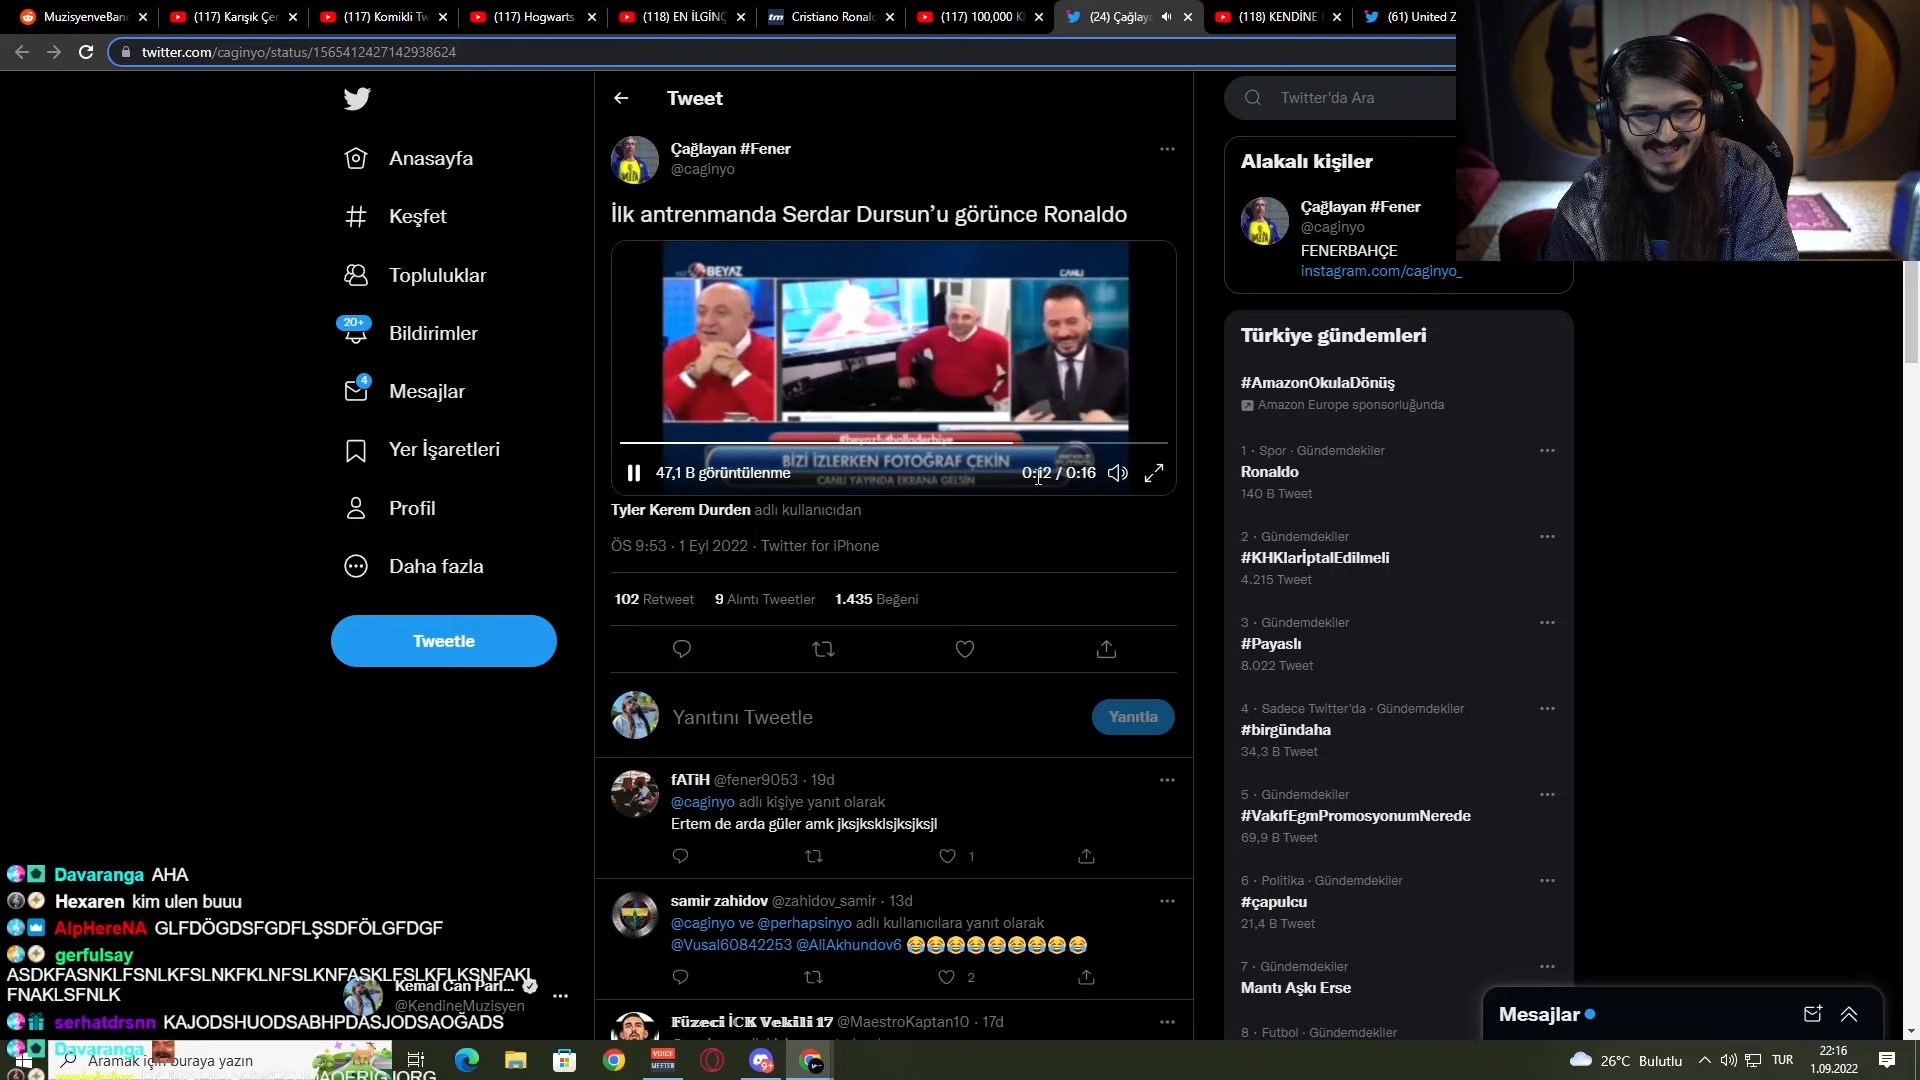 MuzisyenveBan
(117) Karışık Çer
(117) Komikli Tw
(117) Hogwarts
(118) EN İLGİNÇ
tm Cristiano Ronald
(117) 100,000 K
(24) Çağlaya
(118) KENDİNE
(61) United Z
twitter.com/caginyo/status/1565412427142938624
Anasayfa
Keşfet
Topluluklar
20+
Bildirimler
4
Mesajlar
Yer İşaretleri
Profil
Daha fazla
Tweetle
Tweet
Çağlayan #Fener
@caginyo
İlk antrenmanda Serdar Dursun'u görünce Ronaldo
BEYAZ
CANLI
#beyazfutbolladerbiye
BİZİ İZLERKEN FOTOĞRAF ÇEKİN
CANLI YAYINDA EKRANA GELSİN
47,1 B görüntülenme
0:12 / 0:16
Tyler Kerem Durden adlı kullanıcıdan
ÖS 9:53 · 1 Eyl 2022 · Twitter for iPhone
102 Retweet 9 Alıntı Tweetler 1.435 Beğeni
Yanıtını Tweetle
Yanıtla
fATiH @fener9053 · 19d
@caginyo adlı kişiye yanıt olarak
Ertem de arda güler amk jksjksklsjksjksjl
1
samir zahidov @zahidov_samir · 13d
@caginyo ve @perhapsinyo adlı kullanıcılara yanıt olarak
@Vusal60842253 @AliAkhundov6 😂😂😂😂😂😂😂😂😂
2
Füzeci İCK Vekili 17 @MaestroKaptan10 · 17d
Twitter'da Ara
Alakalı kişiler
Çağlayan #Fener
@caginyo
FENERBAHÇE
instagram.com/caginyo_
Türkiye gündemleri
#AmazonOkulaDönüş
Amazon Europe sponsorluğunda
1 · Spor · Gündemdekiler
Ronaldo
140 B Tweet
2 · Gündemdekiler
#KHKlarİptalEdilmeli
4.215 Tweet
3 · Gündemdekiler
#Payaslı
8.022 Tweet
4 · Sadece Twitter'da · Gündemdekiler
#birgündaha
34,3 B Tweet
5 · Gündemdekiler
#VakıfEgmPromosyonumNerede
69,9 B Tweet
6 · Politika · Gündemdekiler
#çapulcu
21,4 B Tweet
7 · Gündemdekiler
Mantı Aşkı Erse
8 · Futbol · Gündemdekiler
Mesajlar
Davaranga AHA
Hexaren kim ulen buuu
AlpHereNA GLFDÖGDSFGDFLŞSDFÖLGFDGF
gerfulsay
ASDKFASNKLFSNLKFSLNKFKLNFSLKNFASKLFSLKFLKSNFAKL
FNAKLSFNLK
Kemal Can Parl...
@KendineMuzisyen
serhatdrsnn KAJODSHUODSABHPDASJODSAOĞADS
Davaranga
Aramak için buraya yazın
VOICE
MEETER
9+
26°C Bulutlu
TUR
22:16
1.09.2022